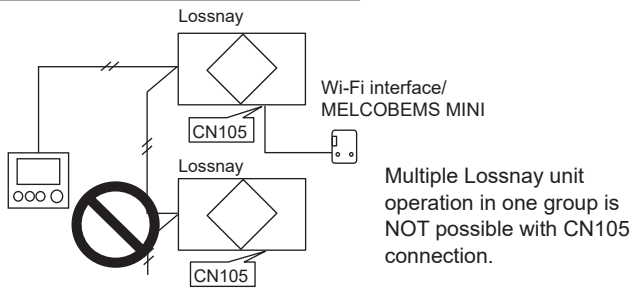 Lossnay
Wi-Fi interface/
MELCOBEMS MINI
CN105
Lossnay
Multiple Lossnay unit
operation in one group is
NOT possible with CN105
connection.
CN105